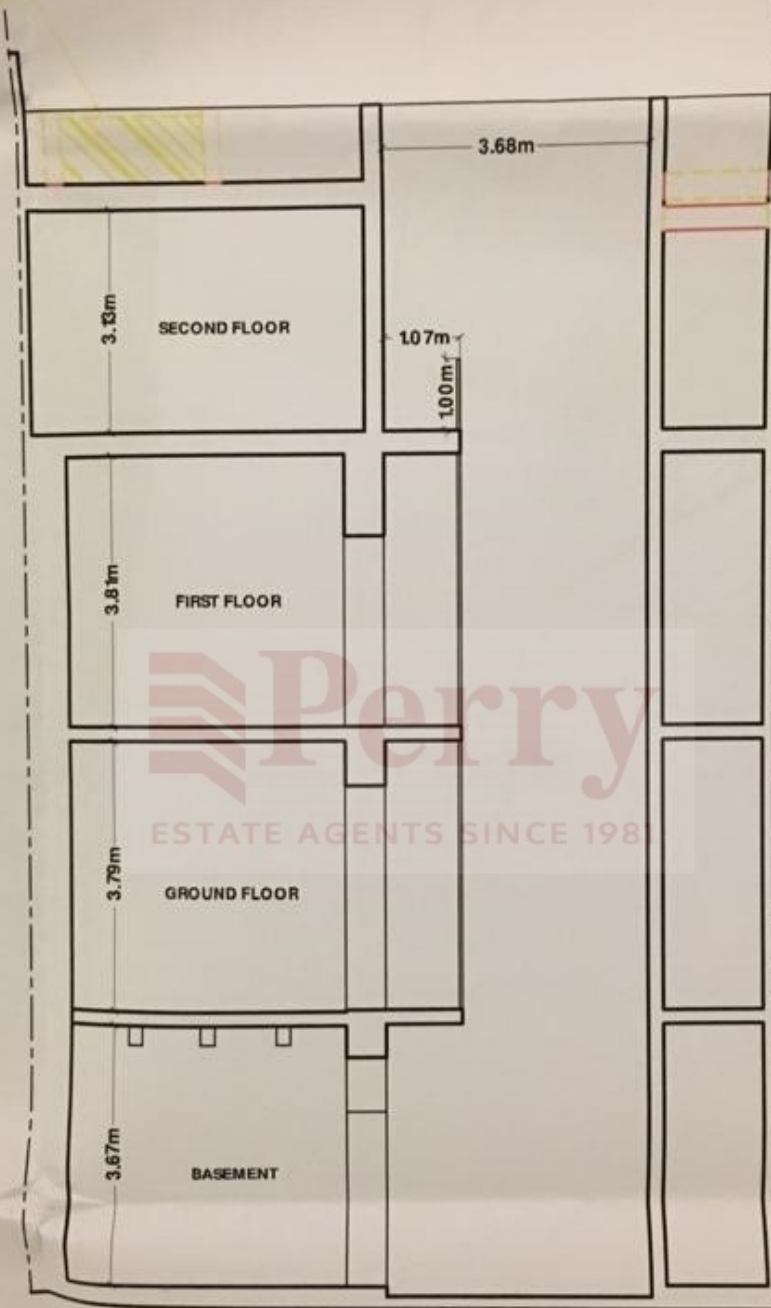 3.68m
3.13m
SECOND FLOOR
1.07m
1.00m
3.81m
FIRST FLOOR
Perry
ESTATE AGENTS SINCE 1981
3.79m
GROUND FLOOR
3.67m
BASEMENT